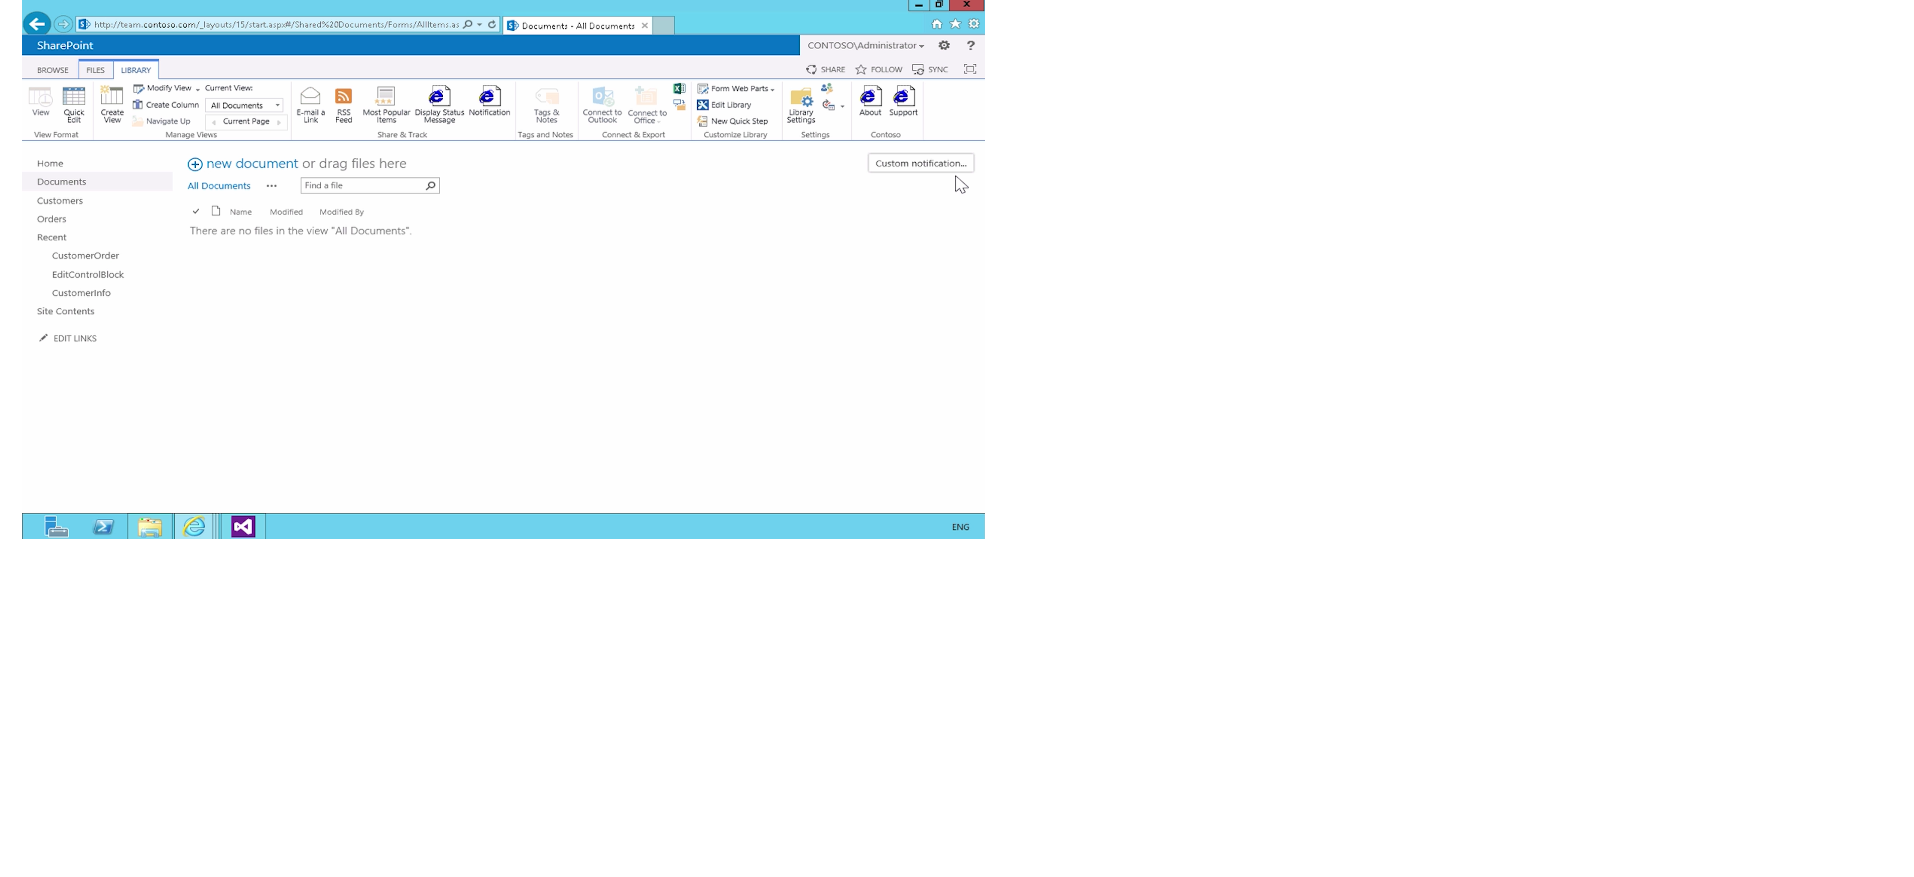 http://team.contoso.com/_layouts/15/start.aspx#/Shared%20Documents/Forms/AllItems.as
Documents - All Documents
SharePoint
CONTOSO\Administrator
?
BROWSE FILES LIBRARY
SHARE FOLLOW SYNC
View
Quick Edit
Create View
Modify View
Create Column
Navigate Up
Current View:
All Documents
Current Page
E-mail a Link
RSS Feed
Most Popular Items
Display Status Message
Notification
Tags & Notes
Connect to Outlook
Connect to Office
Form Web Parts
Edit Library
New Quick Step
Library Settings
About
Support
View Format
Manage Views
Share & Track
Tags and Notes
Connect & Export
Customize Library
Settings
Contoso
Home
Documents
Customers
Orders
Recent
CustomerOrder
EditControlBlock
CustomerInfo
Site Contents
EDIT LINKS
new document or drag files here
Custom notification...
All Documents ...
Find a file
Name Modified Modified By
There are no files in the view "All Documents".
ENG